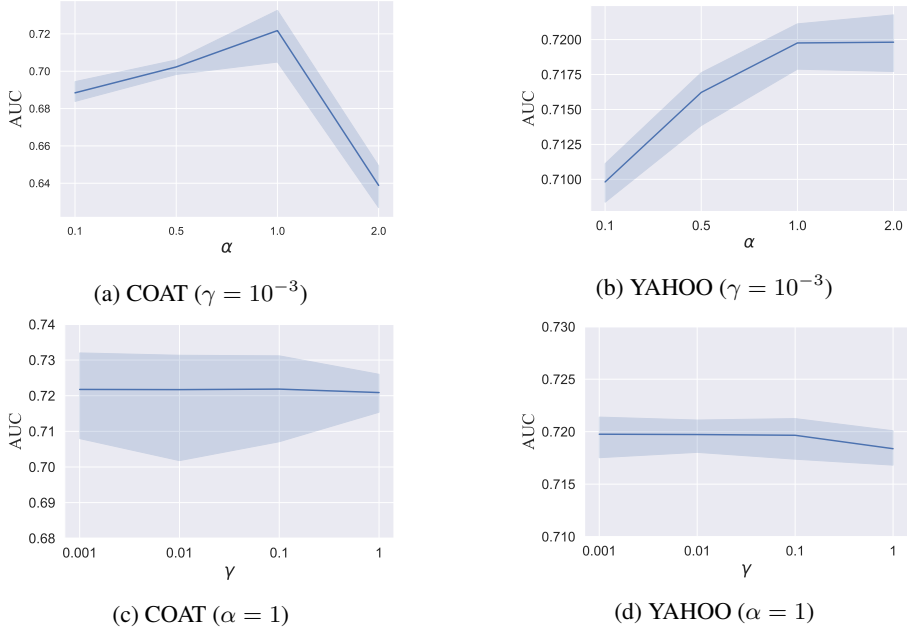 0.72
0.70
0.68
0.66
0.64
AUC
0.1 0.5 1.0 2.0
α
(a) COAT (γ = 10⁻³)
0.7200
0.7175
0.7150
0.7125
0.7100
AUC
0.1 0.5 1.0 2.0
α
(b) YAHOO (γ = 10⁻³)
0.74
0.73
0.72
0.71
0.70
0.69
0.68
AUC
0.001 0.01 0.1 1
γ
(c) COAT (α = 1)
0.730
0.725
0.720
0.715
0.710
AUC
0.001 0.01 0.1 1
γ
(d) YAHOO (α = 1)